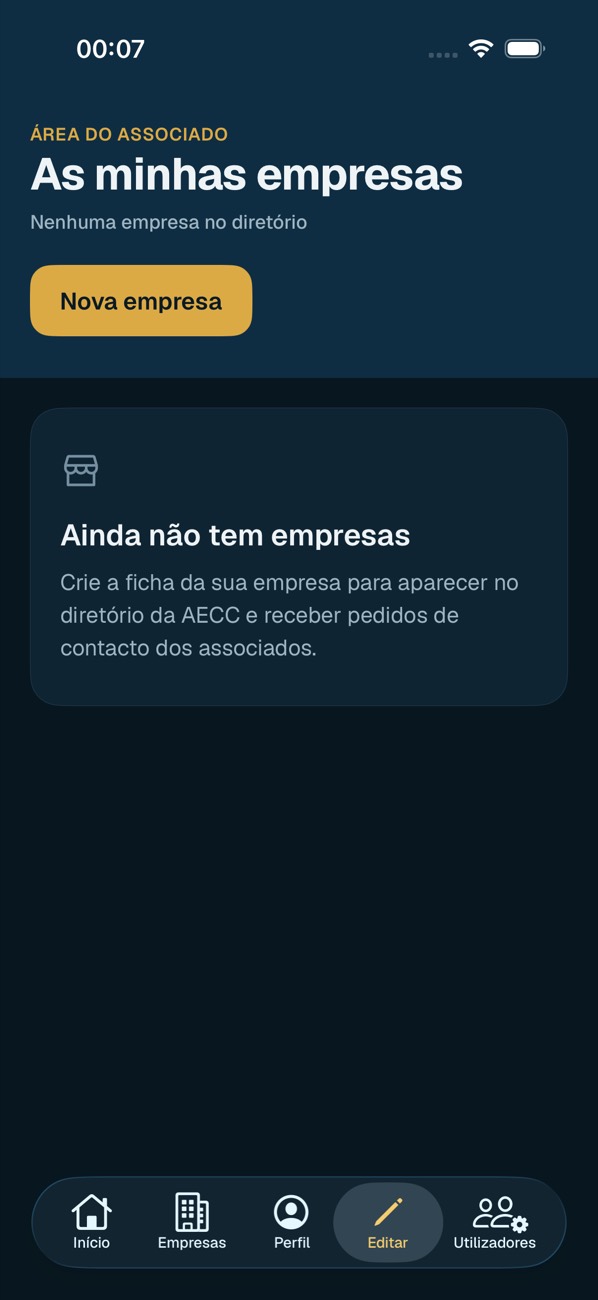 00:07
ÁREA DO ASSOCIADO
As minhas empresas
Nenhuma empresa no diretório
Nova empresa
Ainda não tem empresas
Crie a ficha da sua empresa para aparecer no
diretório da AECC e receber pedidos de
contacto dos associados.
Início
Empresas
Perfil
Editar
Utilizadores